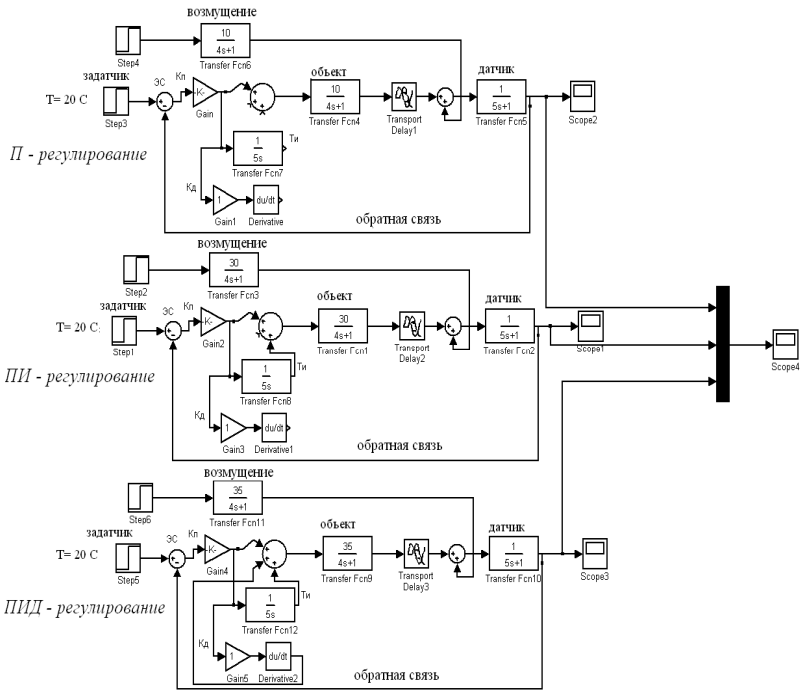 возмущение
10
4s+1
Step4
Transfer Fcn6
задатчик
ЭС
Кп
объект
датчик
T= 20 C
-K-
10
4s+1
1
5s+1
Step3
Gain
Transfer Fcn4
Transport
Delay1
Transfer Fcn5
Scope2
П - регулирование
1
5s
Ти
Transfer Fcn7
Кд
1
du/dt
Gain1
Derivative
обратная связь
возмущение
30
4s+1
Step2
Transfer Fcn3
задатчик
ЭС
Кп
объект
датчик
T= 20 C:
-K-
30
4s+1
1
5s+1
Step1
Gain2
Transfer Fcn1
Transport
Delay2
Transfer Fcn2
Scope1
Scope4
ПИ - регулирование
1
5s
Ти
Transfer Fcn8
Кд
1
du/dt
Gain3
Derivative1
обратная связь
возмущение
35
4s+1
Step6
Transfer Fcn11
задатчик
ЭС
Кп
объект
датчик
T= 20 C
-K-
35
4s+1
1
5s+1
Step5
Gain4
Transfer Fcn9
Transport
Delay3
Transfer Fcn10
Scope3
ПИД - регулирование
1
5s
Ти
Transfer Fcn12
Кд
1
du/dt
Gain5
Derivative2
обратная связь